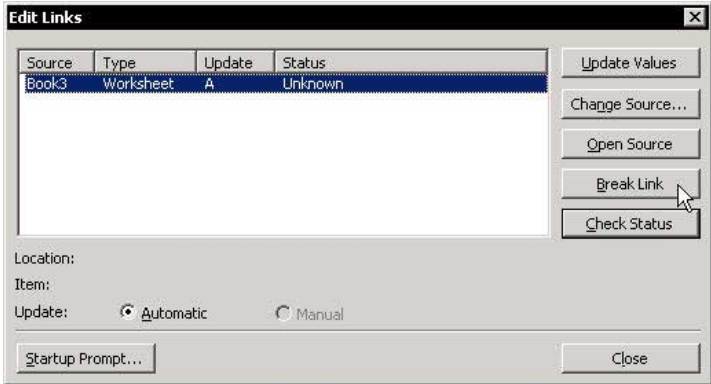 Edit Links
Source Type Update Status
Book3 Worksheet A Unknown
Update Values
Change Source...
Open Source
Break Link
Check Status
Location:
Item:
Update: Automatic Manual
Startup Prompt... Close